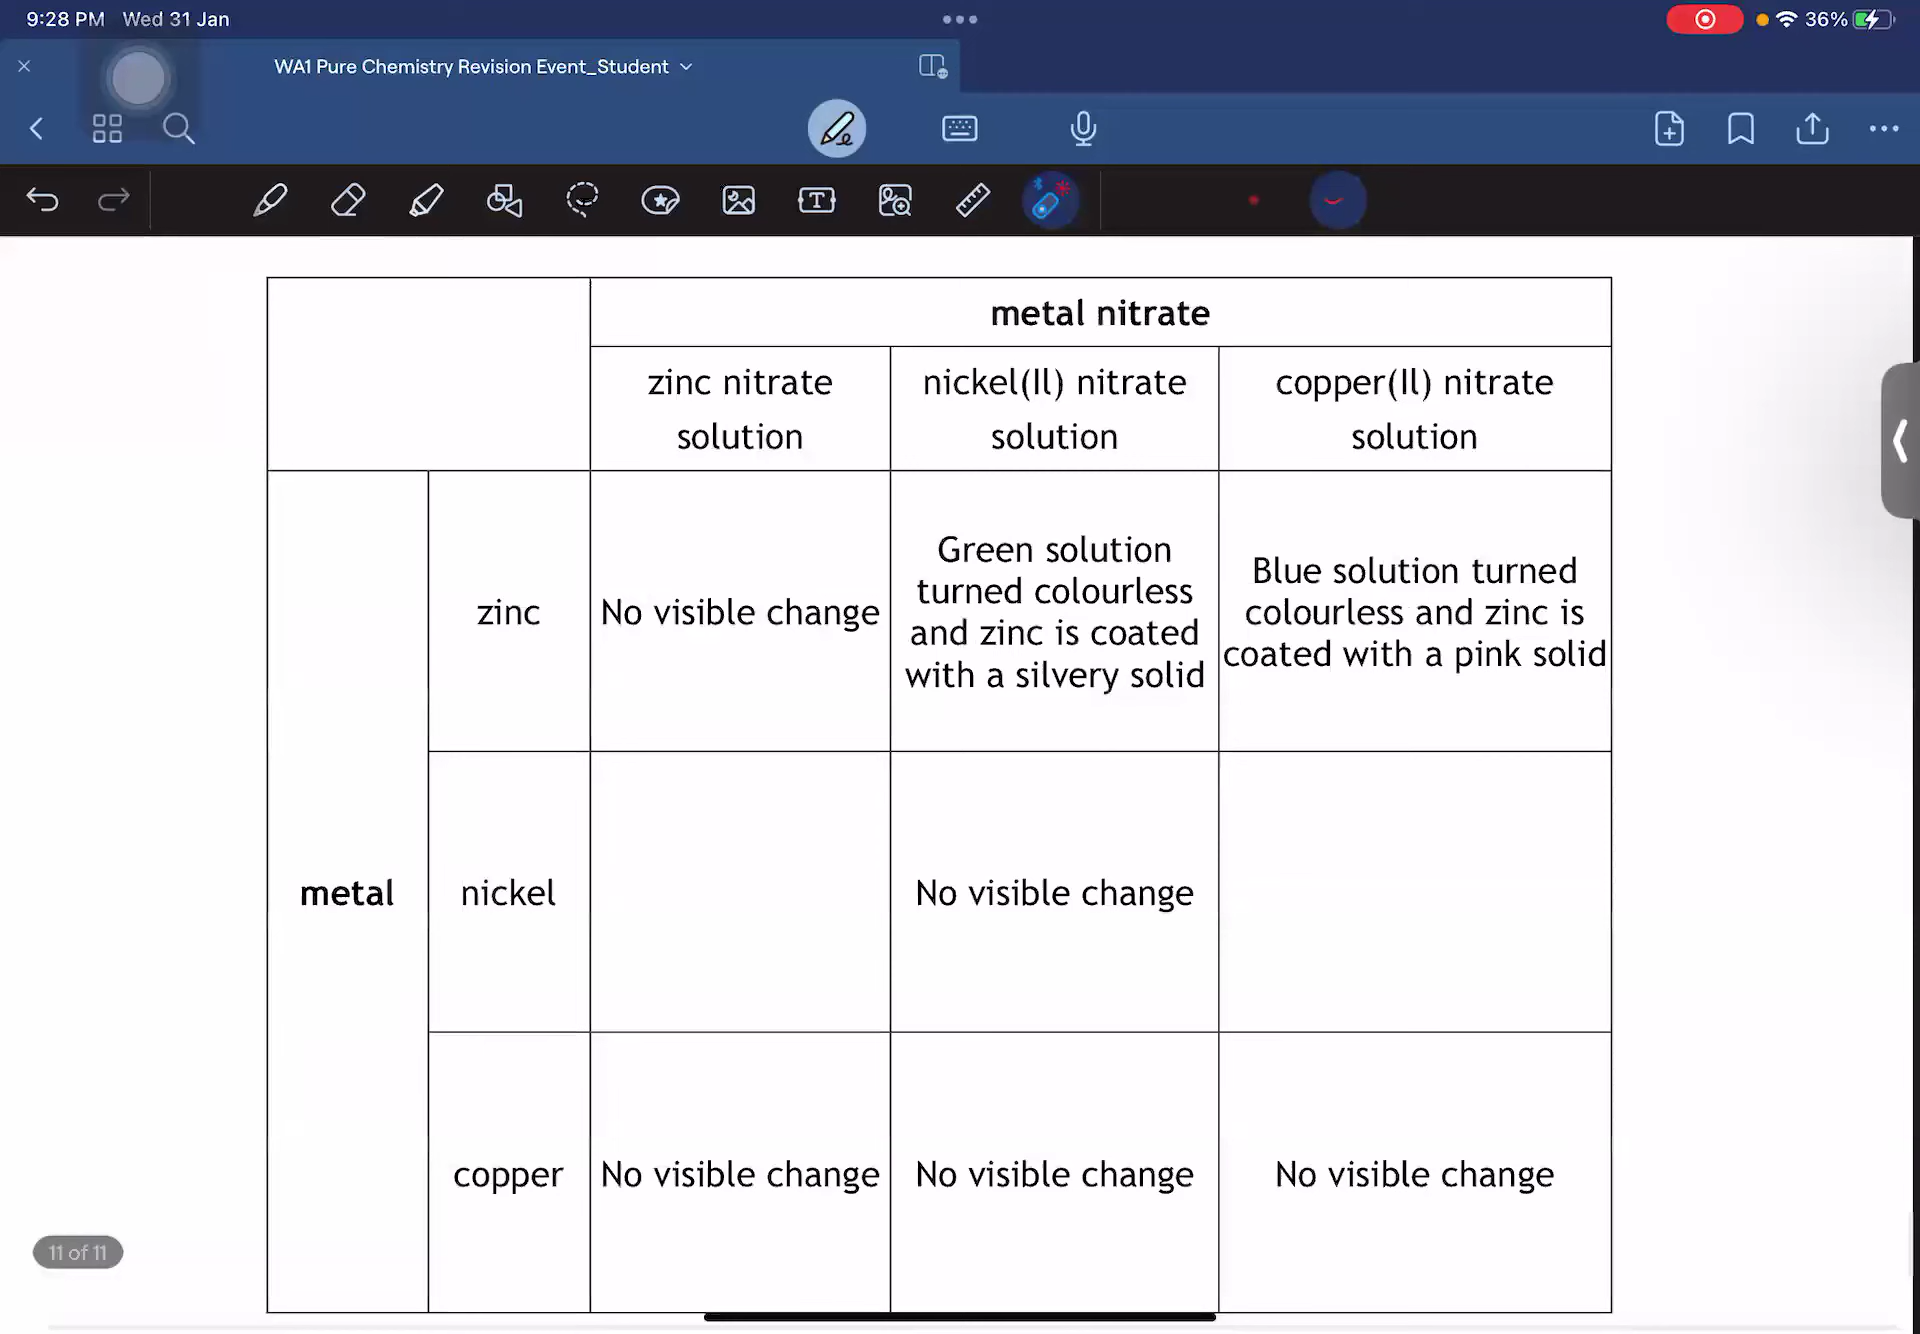 9:28 PM Wed 31 Jan
36%
WA1 Pure Chemistry Revision Event_Student
metal nitrate
zinc nitrate
solution
nickel(Il) nitrate
solution
copper(Il) nitrate
solution
metal
zinc
No visible change
Green solution
turned colourless
and zinc is coated
with a silvery solid
Blue solution turned
colourless and zinc is
coated with a pink solid
nickel
No visible change
copper
No visible change
No visible change
No visible change
11 of 11